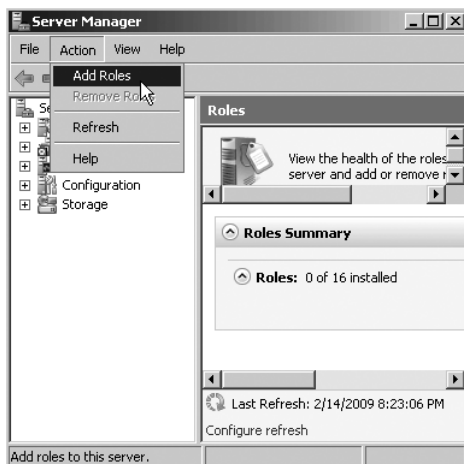 Server Manager
File Action View Help
Add Roles
Refresh
Help
Configuration
Storage
Roles
View the health of the roles
server and add or remove
Roles Summary
Roles: 0 of 16 installed
Last Refresh: 2/14/2009 8:23:06 PM
Configure refresh
Add roles to this server.